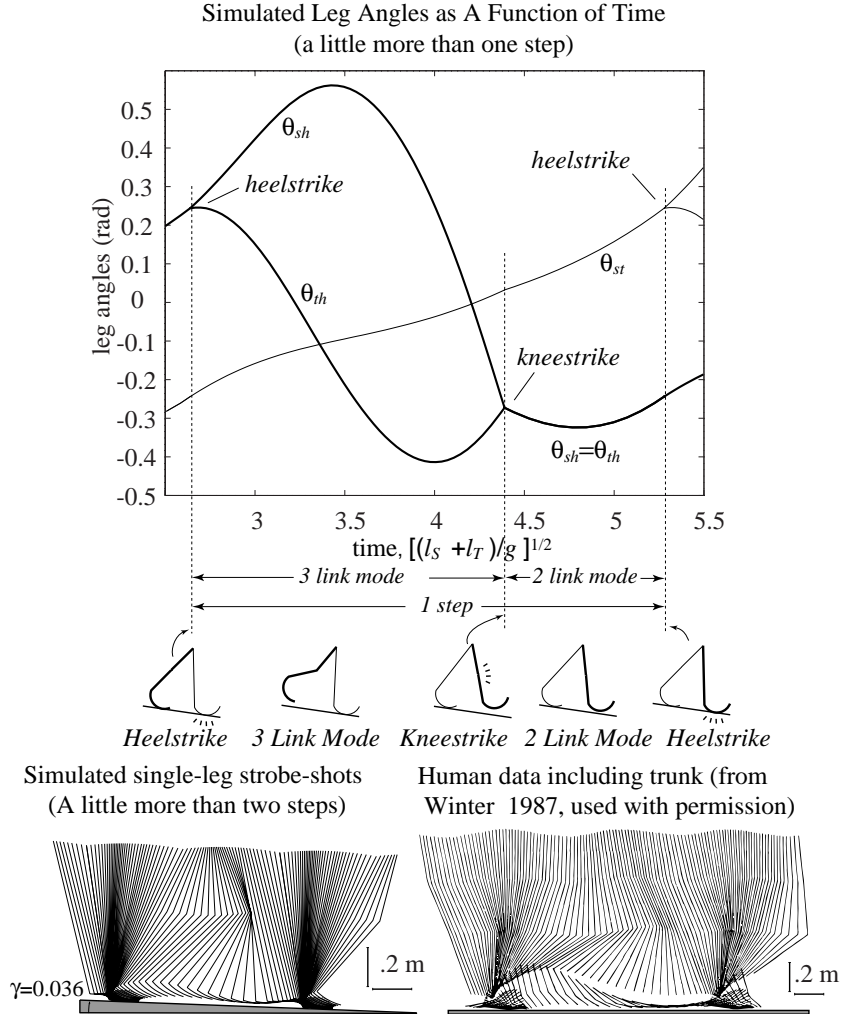 Simulated Leg Angles as A Function of Time
(a little more than one step)
leg angles (rad)
0.5
0.4
0.3
0.2
0.1
0
-0.1
-0.2
-0.3
-0.4
-0.5
θsh
heelstrike
heelstrike
θth
θst
kneestrike
θsh=θth
3
3.5
4
4.5
5
5.5
time, [(lS +lT )/g ]1/2
3 link mode
2 link mode
1 step
Heelstrike
3 Link Mode
Kneestrike
2 Link Mode
Heelstrike
Simulated single-leg strobe-shots
(A little more than two steps)
Human data including trunk (from
Winter 1987, used with permission)
γ=0.036
.2 m
.2 m